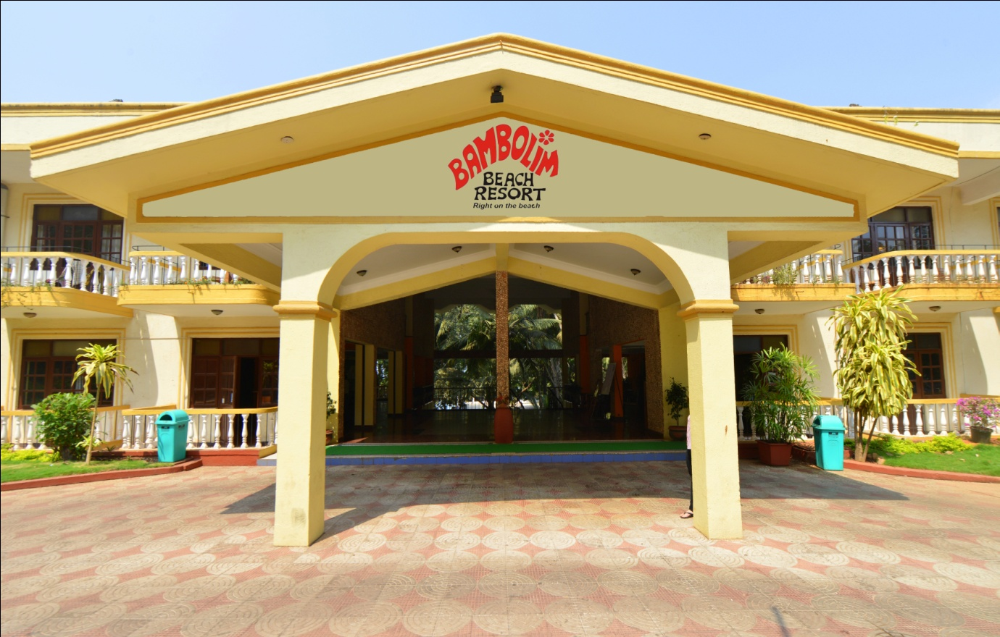 BAMBOLIM
BEACH
RESORT
Right on the beach